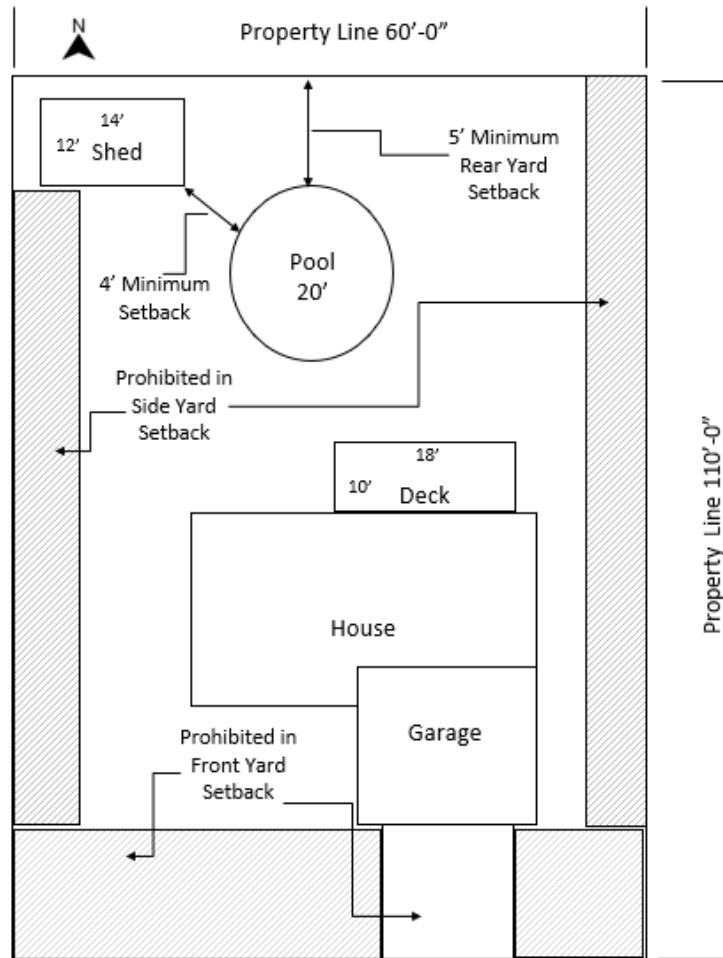 N
Property Line 60’-0”
14’
12’
Shed
5’ Minimum
Rear Yard
Setback
Pool
20’
4’ Minimum
Setback
Prohibited in
Side Yard
Setback
18’
10’
Deck
Property Line 110’-0”
House
Garage
Prohibited in
Front Yard
Setback